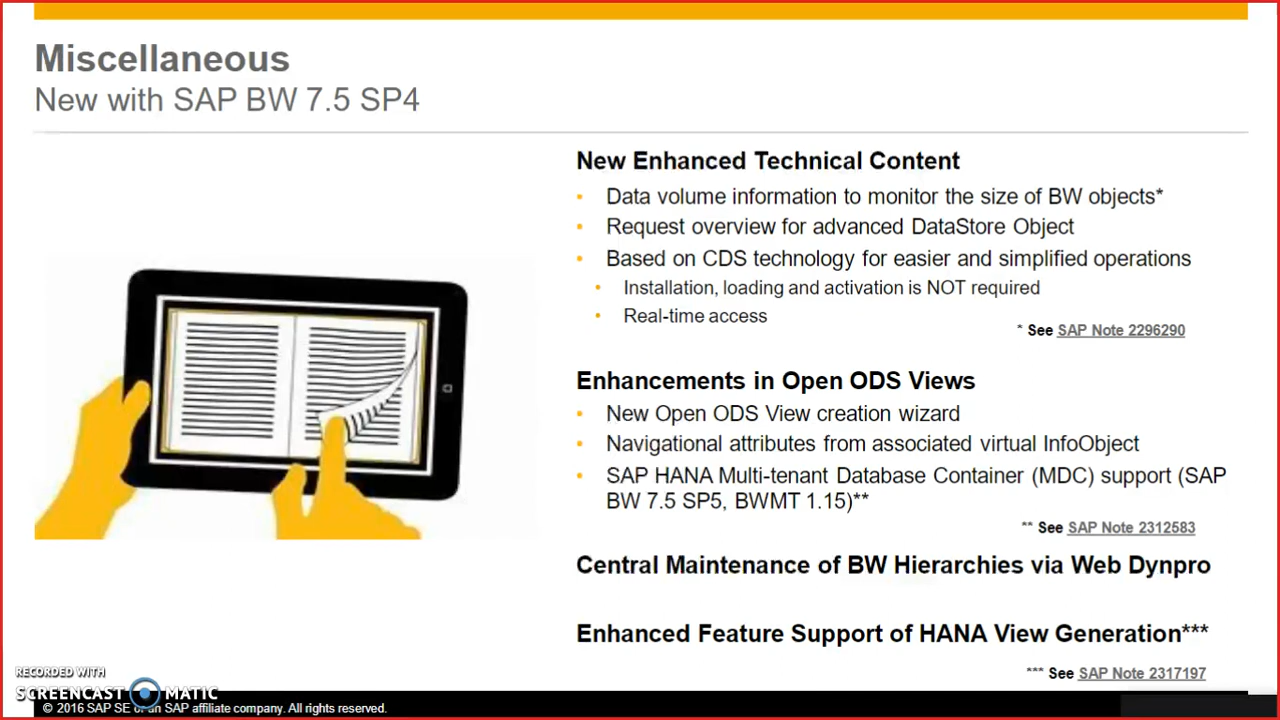 Miscellaneous
New with SAP BW 7.5 SP4
New Enhanced Technical Content
• Data volume information to monitor the size of BW objects*
• Request overview for advanced DataStore Object
• Based on CDS technology for easier and simplified operations
• Installation, loading and activation is NOT required
• Real-time access
* See SAP Note 2296290
Enhancements in Open ODS Views
• New Open ODS View creation wizard
• Navigational attributes from associated virtual InfoObject
• SAP HANA Multi-tenant Database Container (MDC) support (SAP
BW 7.5 SP5, BWMT 1.15)**
** See SAP Note 2312583
Central Maintenance of BW Hierarchies via Web Dynpro
Enhanced Feature Support of HANA View Generation***
*** See SAP Note 2317197
RECORDED WITH
SCREENCAST MATIC
© 2016 SAP SE or an SAP affiliate company. All rights reserved.